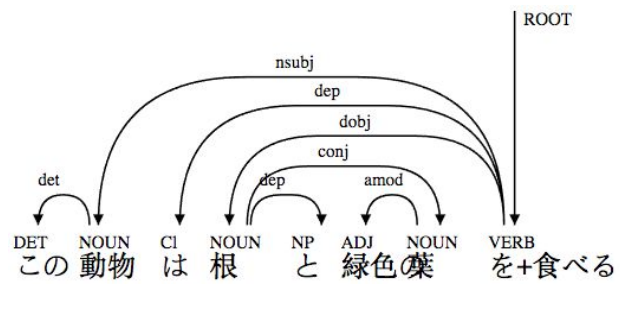 ROOT
nsubj
dep
dobj
conj
det dep amod
DET NOUN Cl NOUN NP ADJ NOUN VERB
この 動物 は 根 と 緑色の 葉 を+食べる